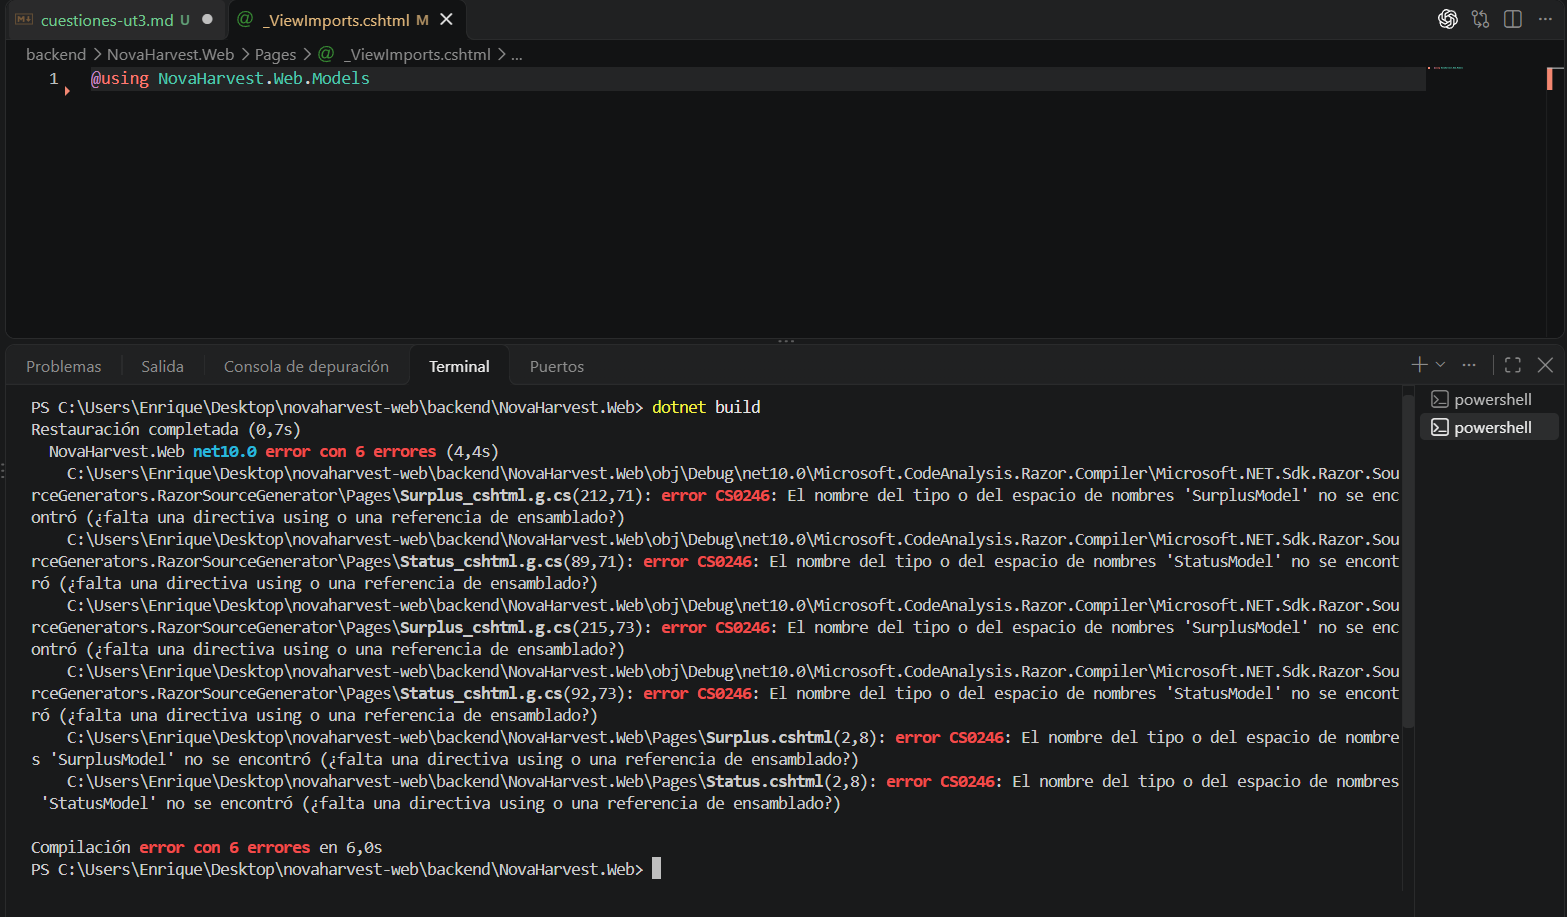 cuestiones-ut3.md U
_ViewImports.cshtml M
backend > NovaHarvest.Web > Pages > _ViewImports.cshtml > ...
1 @using NovaHarvest.Web.Models
Problemas Salida Consola de depuración Terminal Puertos
PS C:\Users\Enrique\Desktop\novaharvest-web\backend\NovaHarvest.Web> dotnet build
Restauración completada (0,7s)
NovaHarvest.Web net10.0 error con 6 errores (4,4s)
C:\Users\Enrique\Desktop\novaharvest-web\backend\NovaHarvest.Web\obj\Debug\net10.0\Microsoft.CodeAnalysis.Razor.Compiler\Microsoft.NET.Sdk.Razor.Sou
rceGenerators.RazorSourceGenerator\Pages\Surplus_cshtml.g.cs(212,71): error CS0246: El nombre del tipo o del espacio de nombres 'SurplusModel' no se enc
ontró (¿falta una directiva using o una referencia de ensamblado?)
C:\Users\Enrique\Desktop\novaharvest-web\backend\NovaHarvest.Web\obj\Debug\net10.0\Microsoft.CodeAnalysis.Razor.Compiler\Microsoft.NET.Sdk.Razor.Sou
rceGenerators.RazorSourceGenerator\Pages\Status_cshtml.g.cs(89,71): error CS0246: El nombre del tipo o del espacio de nombres 'StatusModel' no se encont
ró (¿falta una directiva using o una referencia de ensamblado?)
C:\Users\Enrique\Desktop\novaharvest-web\backend\NovaHarvest.Web\obj\Debug\net10.0\Microsoft.CodeAnalysis.Razor.Compiler\Microsoft.NET.Sdk.Razor.Sou
rceGenerators.RazorSourceGenerator\Pages\Surplus_cshtml.g.cs(215,73): error CS0246: El nombre del tipo o del espacio de nombres 'SurplusModel' no se enc
ontró (¿falta una directiva using o una referencia de ensamblado?)
C:\Users\Enrique\Desktop\novaharvest-web\backend\NovaHarvest.Web\obj\Debug\net10.0\Microsoft.CodeAnalysis.Razor.Compiler\Microsoft.NET.Sdk.Razor.Sou
rceGenerators.RazorSourceGenerator\Pages\Status_cshtml.g.cs(92,73): error CS0246: El nombre del tipo o del espacio de nombres 'StatusModel' no se encont
ró (¿falta una directiva using o una referencia de ensamblado?)
C:\Users\Enrique\Desktop\novaharvest-web\backend\NovaHarvest.Web\Pages\Surplus.cshtml(2,8): error CS0246: El nombre del tipo o del espacio de nombre
s 'SurplusModel' no se encontró (¿falta una directiva using o una referencia de ensamblado?)
C:\Users\Enrique\Desktop\novaharvest-web\backend\NovaHarvest.Web\Pages\Status.cshtml(2,8): error CS0246: El nombre del tipo o del espacio de nombres
'StatusModel' no se encontró (¿falta una directiva using o una referencia de ensamblado?)
Compilación error con 6 errores en 6,0s
PS C:\Users\Enrique\Desktop\novaharvest-web\backend\NovaHarvest.Web>
powershell
powershell